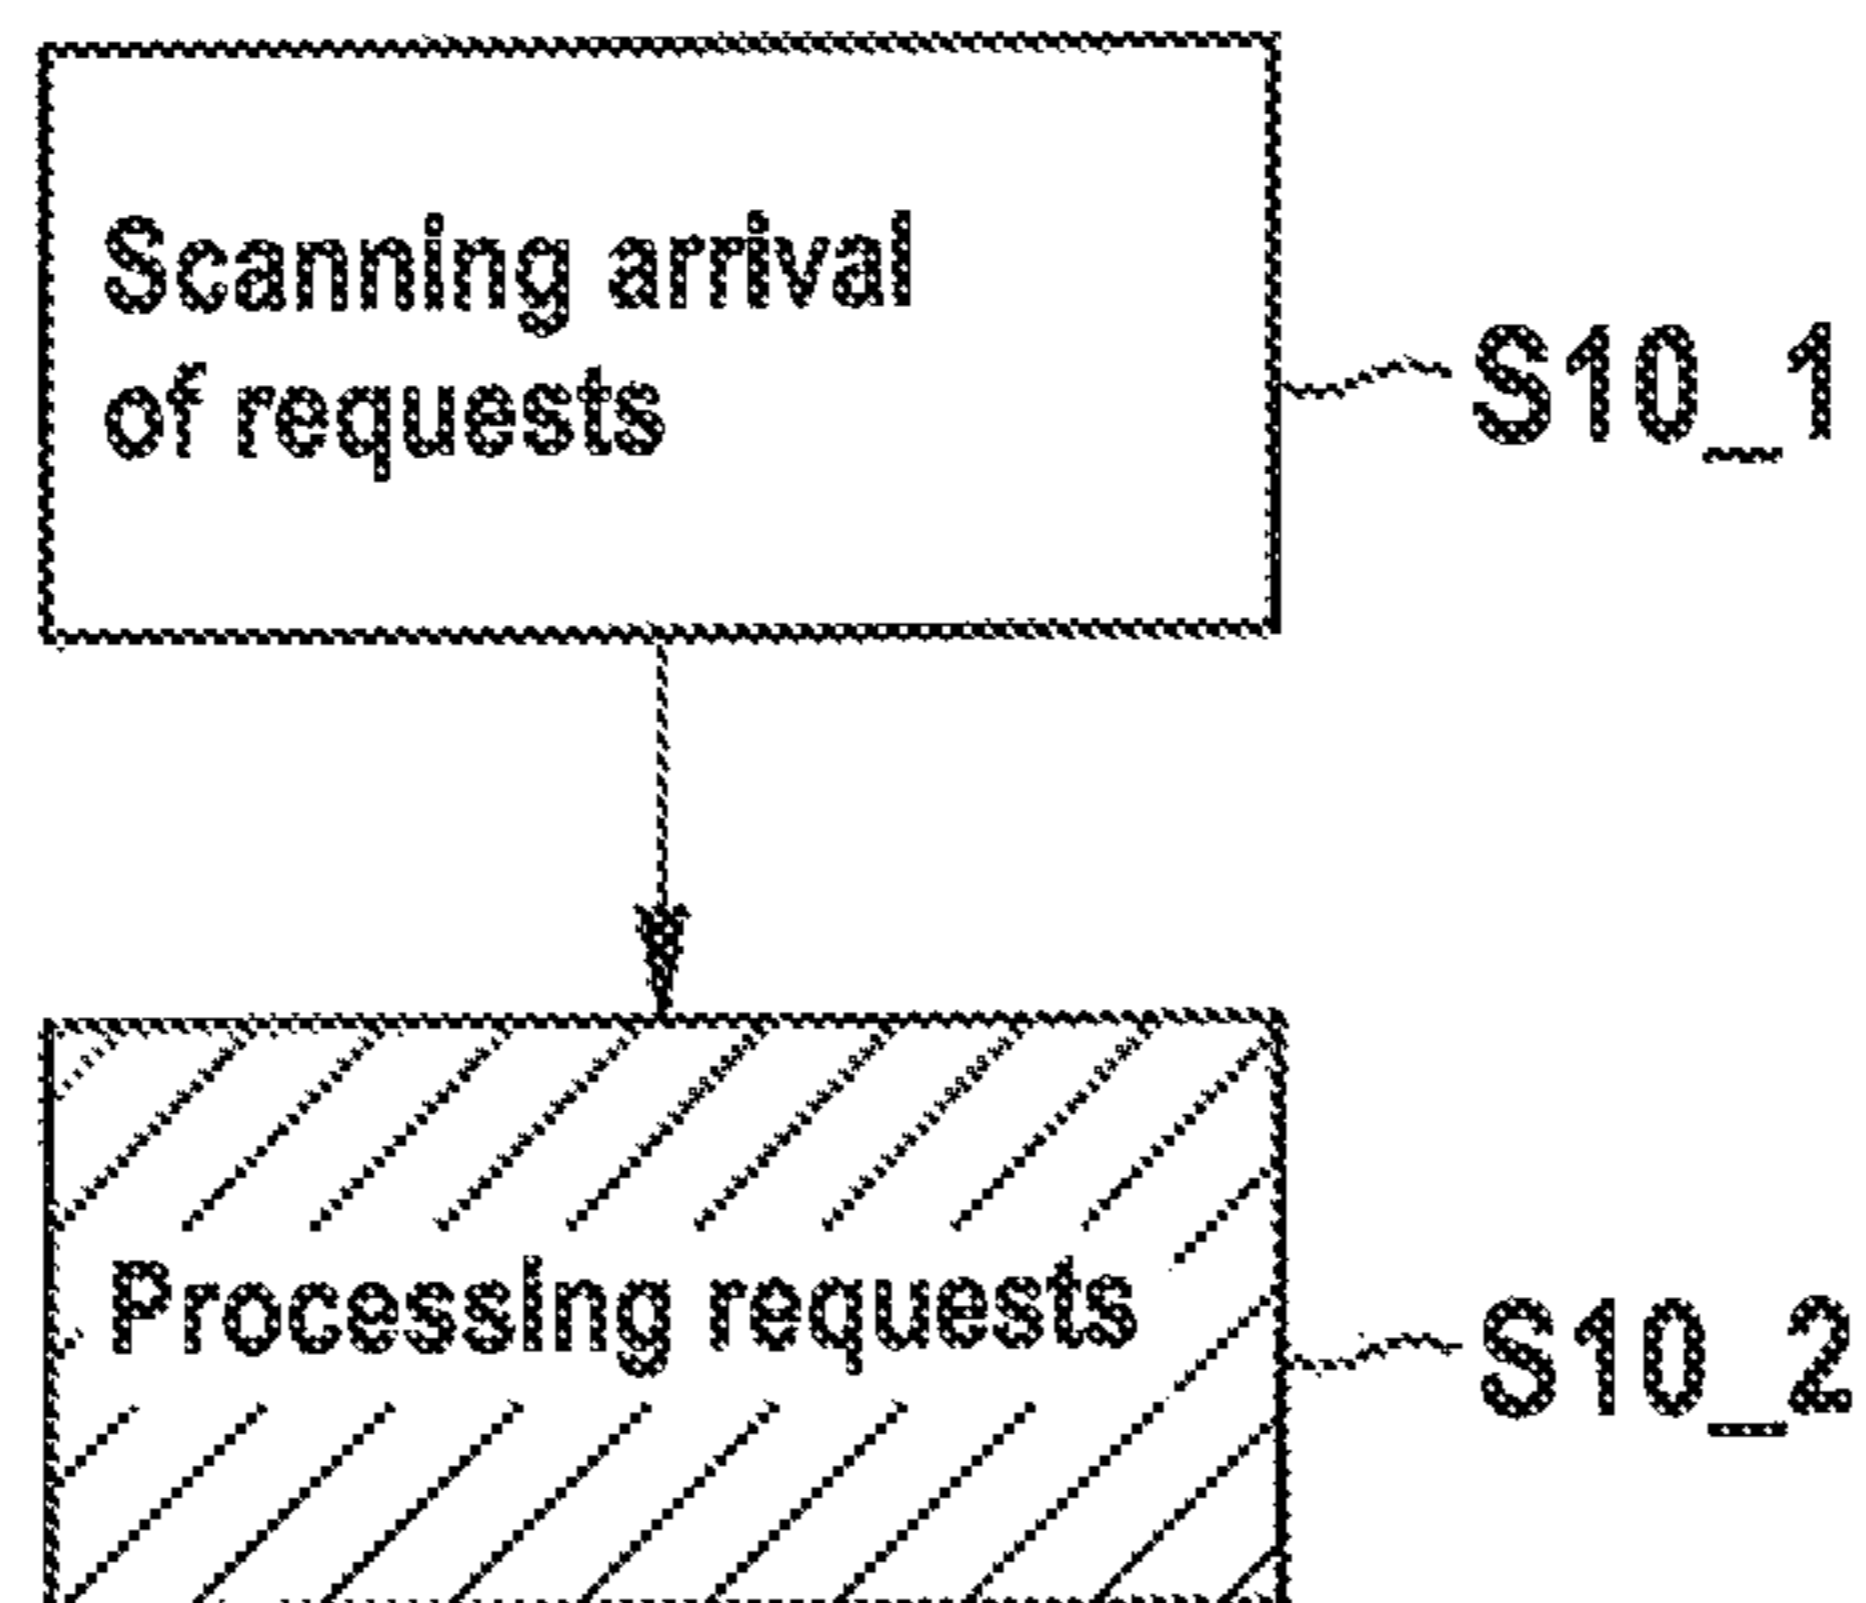 Scanning arrival
of requests
S10_1
Processing requests
S10_2